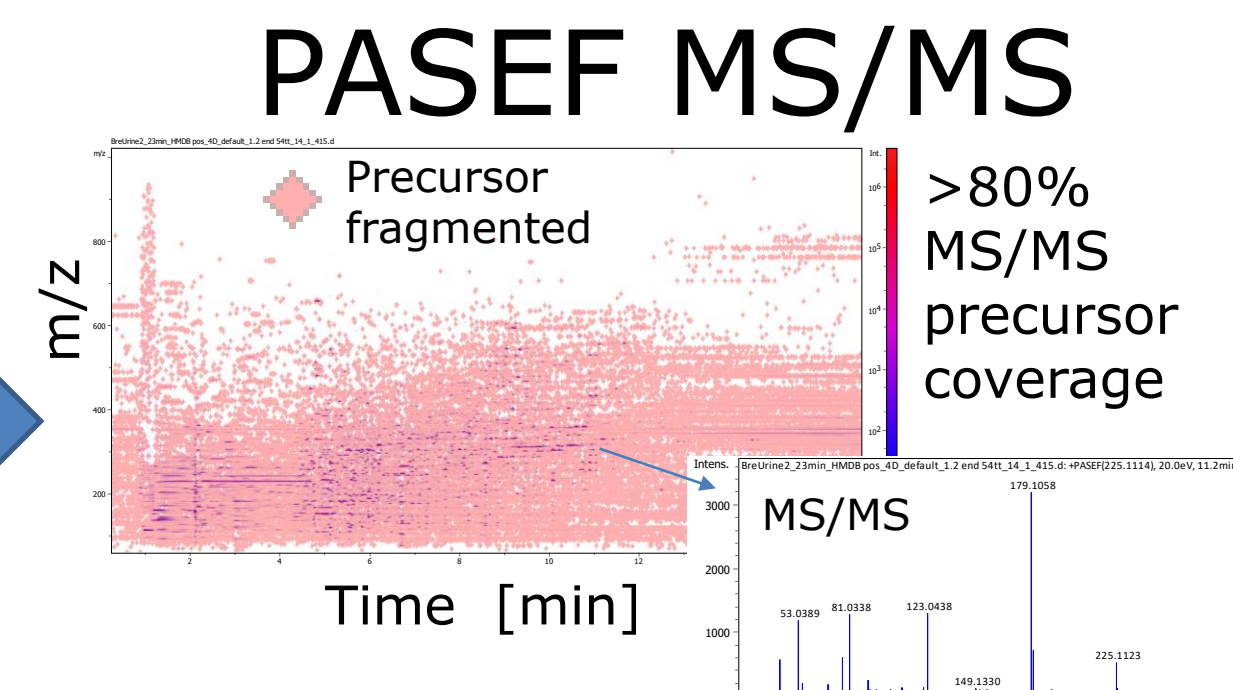 PASEF MS/MS
BreUrine2_23min_HMDB pos_4D_default_1.2 end 54tt_14_1_415.d
m/z
800
600
400
200
2
4
6
8
10
12
m/z
Time [min]
Precursor
fragmented
Int.
10⁶
10⁵
10⁴
10³
10²
>80%
MS/MS
precursor
coverage
Intens.
BreUrine2_23min_HMDB pos_4D_default_1.2 end 54tt_14_1_415.d: +PASEF(225.1114), 20.0eV, 11.2min
MS/MS
3000
2000
1000
53.0389
81.0338
123.0438
149.1330
179.1058
225.1123